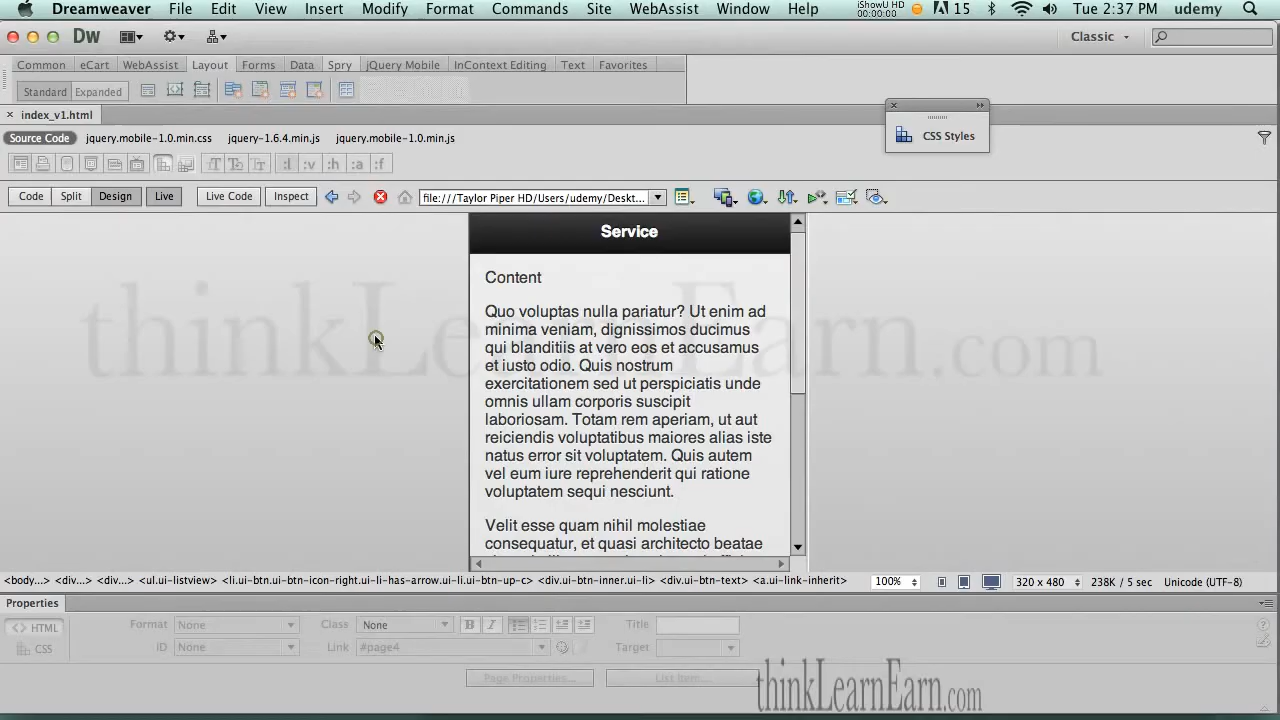 Dreamweaver File Edit View Insert Modify Format Commands Site WebAssist Window Help iShowU HD 00:00:00 15 Tue 2:37 PM udemy
Dw Classic
Common eCart WebAssist Layout Forms Data Spry jQuery Mobile InContext Editing Text Favorites
Standard Expanded
index_v1.html
CSS Styles
Source Code jquery.mobile-1.0.min.css jquery-1.6.4.min.js jquery.mobile-1.0.min.js
:l :v :h :a :f
Code Split Design Live Live Code Inspect file:///Taylor Piper HD/Users/udemy/Deskt...
Service
Content
Quo voluptas nulla pariatur? Ut enim ad
minima veniam, dignissimos ducimus
qui blanditiis at vero eos et accusamus
et iusto odio. Quis nostrum
exercitationem sed ut perspiciatis unde
omnis ullam corporis suscipit
laboriosam. Totam rem aperiam, ut aut
reiciendis voluptatibus maiores alias iste
natus error sit voluptatem. Quis autem
vel eum iure reprehenderit qui ratione
voluptatem sequi nesciunt.
Velit esse quam nihil molestiae
consequatur, et quasi architecto beatae
thinkLearnEarn.com
<body...> <div...> <div...> <ul.ui-listview> <li.ui-btn.ui-btn-icon-right.ui-li-has-arrow.ui-li.ui-btn-up-c> <div.ui-btn-inner.ui-li> <div.ui-btn-text> <a.ui-link-inherit> 100% 320 x 480 238K / 5 sec Unicode (UTF-8)
Properties
<> HTML Format None Class None B I Title
CSS ID None Link #page4 Target
Page Properties... List Item...
thinkLearnEarn.com